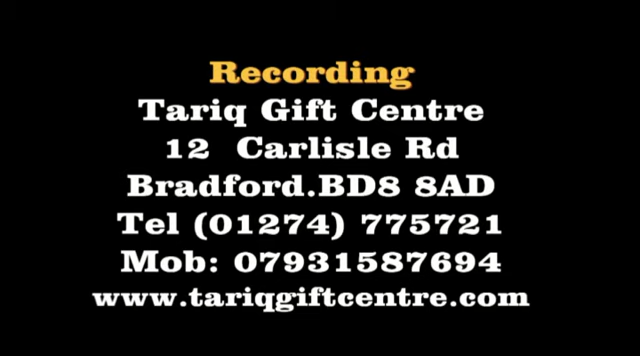 Recording
Tariq Gift Centre
12 Carlisle Rd
Bradford.BD8 8AD
Tel (01274) 775721
Mob: 07931587694
www.tariqgiftcentre.com